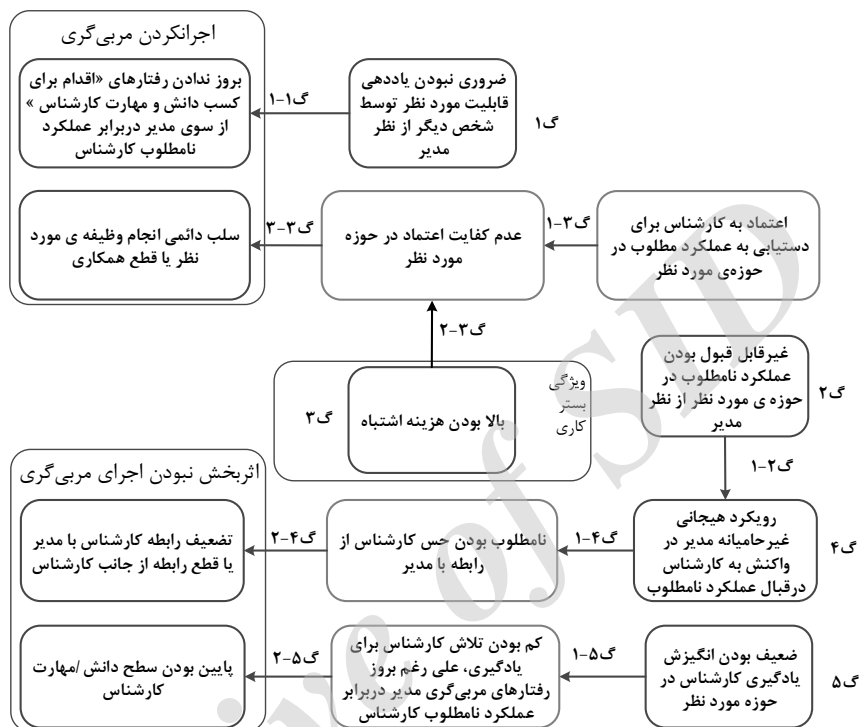 اجرانکردن مربی‌گری
بروز ندادن رفتارهای «اقدام برای
کسب دانش و مهارت کارشناس »
از سوی مدیر دربرابر عملکرد
نامطلوب کارشناس
گ۱-۱
ضروری نبودن یاددهی
قابلیت مورد نظر توسط
شخص دیگر از نظر
مدیر
گ۱
سلب دائمی انجام وظیفه ی مورد
نظر یا قطع همکاری
گ۳-۳
عدم کفایت اعتماد در حوزه
مورد نظر
گ۳-۱
اعتماد به کارشناس برای
دستیابی به عملکرد مطلوب در
حوزه‌ی مورد نظر
گ۳-۲
ویژگی
بستر
کاری
بالا بودن هزینه اشتباه
گ۳
غیرقابل قبول بودن
عملکرد نامطلوب در
حوزه ی مورد نظر از نظر
مدیر
گ۲
گ۲-۱
اثربخش نبودن اجرای مربی‌گری
تضعیف رابطه کارشناس با مدیر
یا قطع رابطه از جانب کارشناس
گ۴-۲
نامطلوب بودن حس کارشناس از
رابطه با مدیر
گ۴-۱
رویکرد هیجانی
غیرحامیانه مدیر در
واکنش به کارشناس
درقبال عملکرد نامطلوب
گ۴
پایین بودن سطح دانش /مهارت
کارشناس
گ۵-۲
کم بودن تلاش کارشناس برای
یادگیری، علی رغم بروز
رفتارهای مربی‌گری مدیر دربرابر
عملکرد نامطلوب کارشناس
گ۵-۱
ضعیف بودن انگیزش
یادگیری کارشناس در
حوزه مورد نظر
گ۵
ive of SID